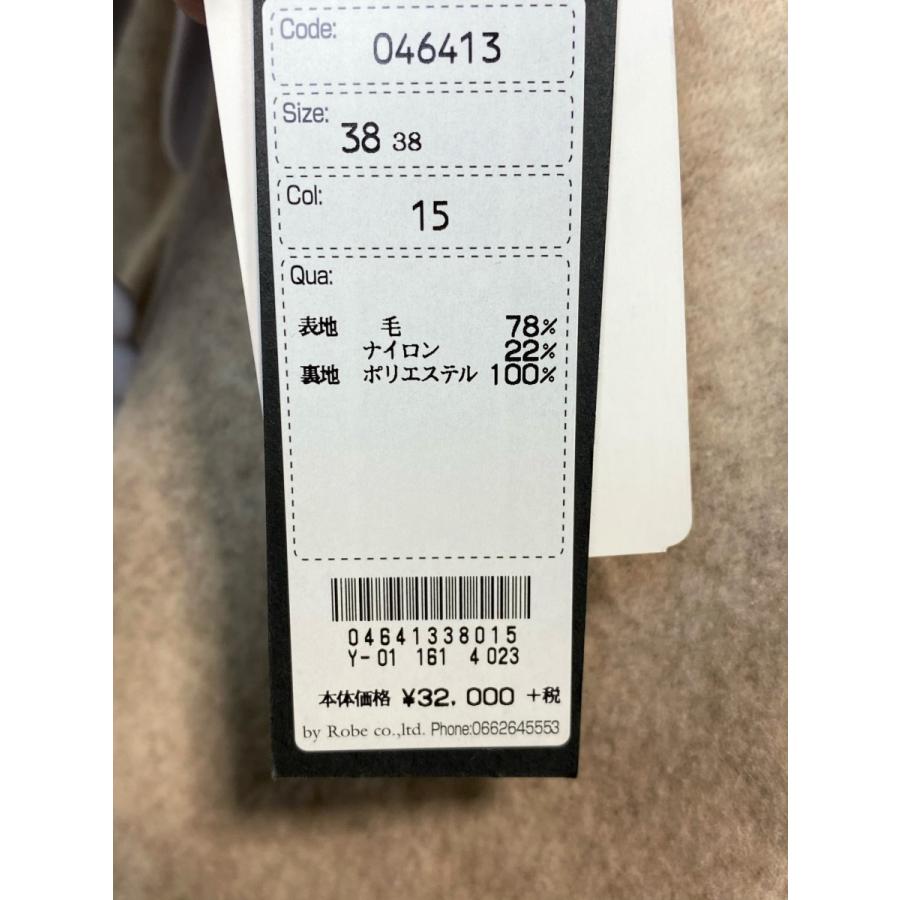 Code:
046413
Size:
38 38
Col:
15
Qua:
表地 毛 78%
ナイロン 22%
裏地 ポリエステル 100%
04641338015
Y-01 161 4 023
本体価格 ¥32,000 +税
by Robe co.,ltd. Phone:0662645553